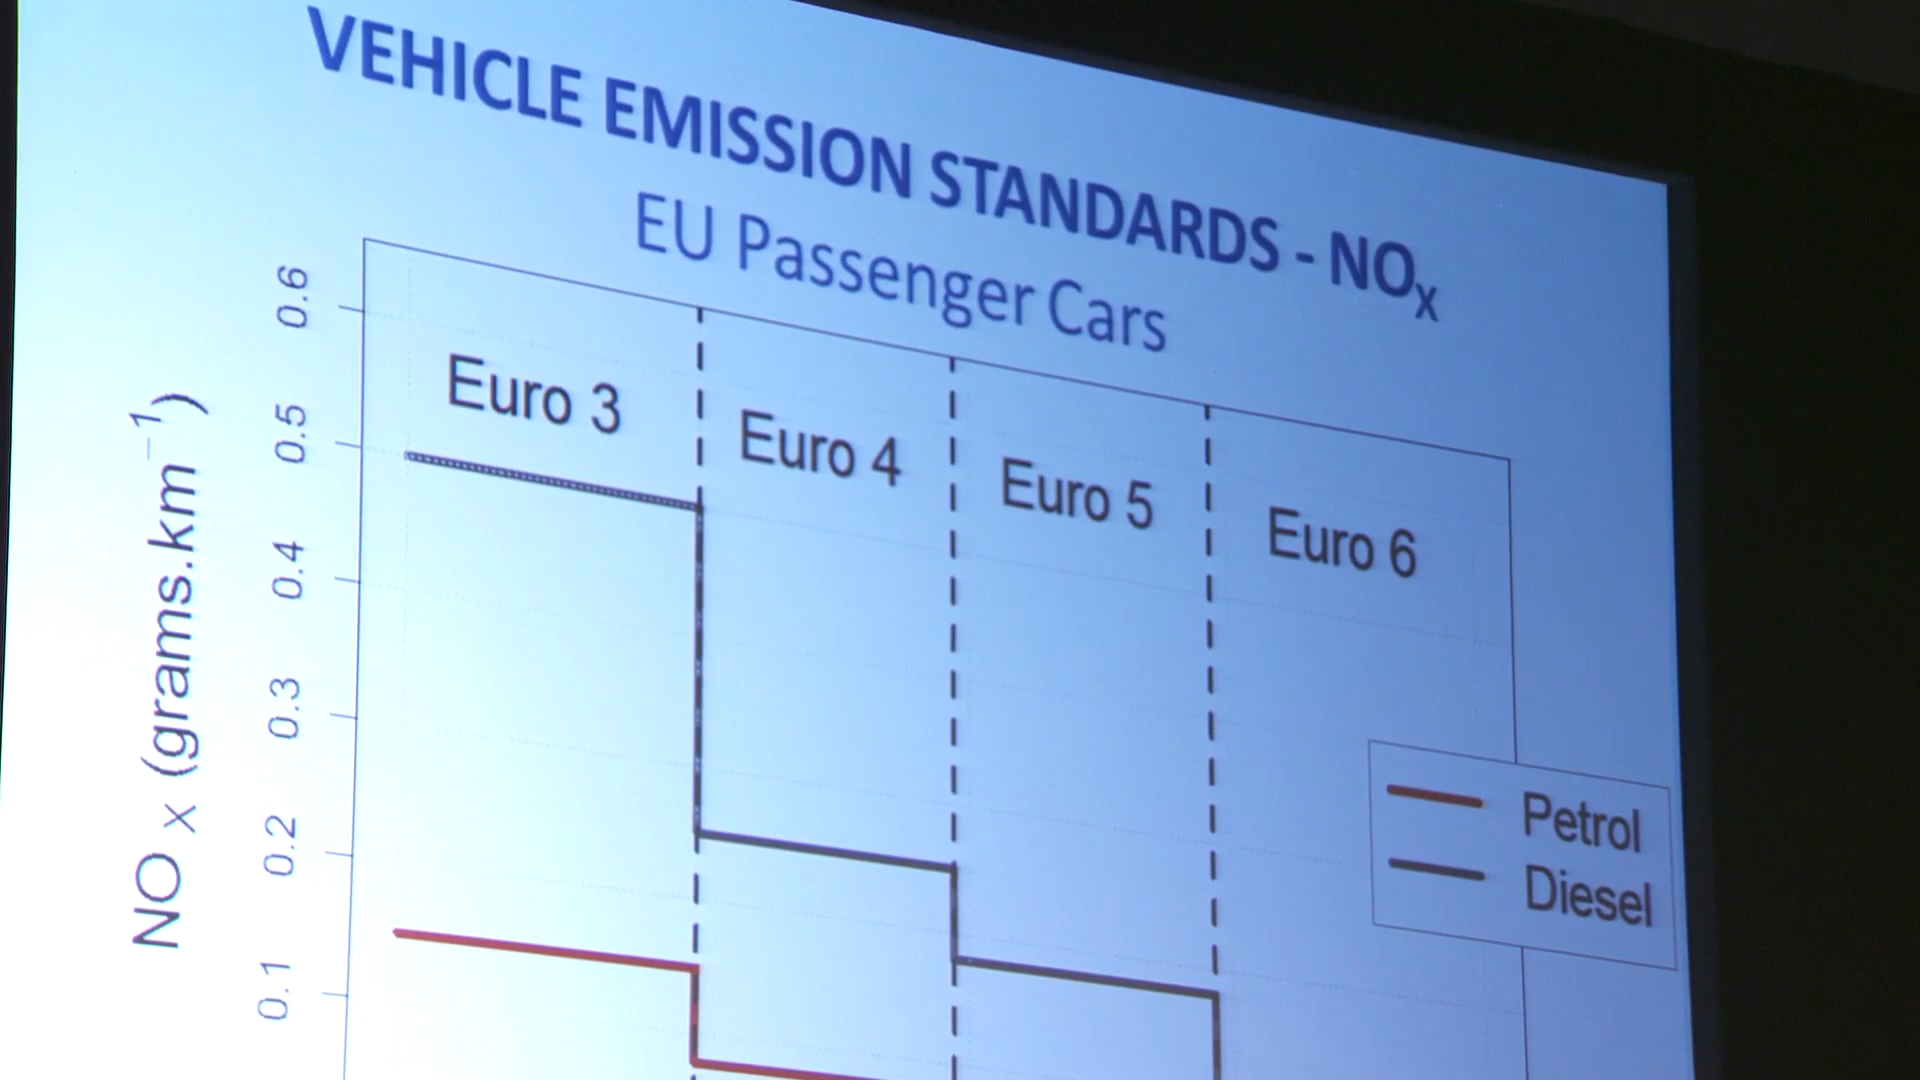 VEHICLE EMISSION STANDARDS - NOx
EU Passenger Cars
NO x (grams.km−1)
0.6
0.5
0.4
0.3
0.2
0.1
Euro 3
Euro 4
Euro 5
Euro 6
Petrol
Diesel